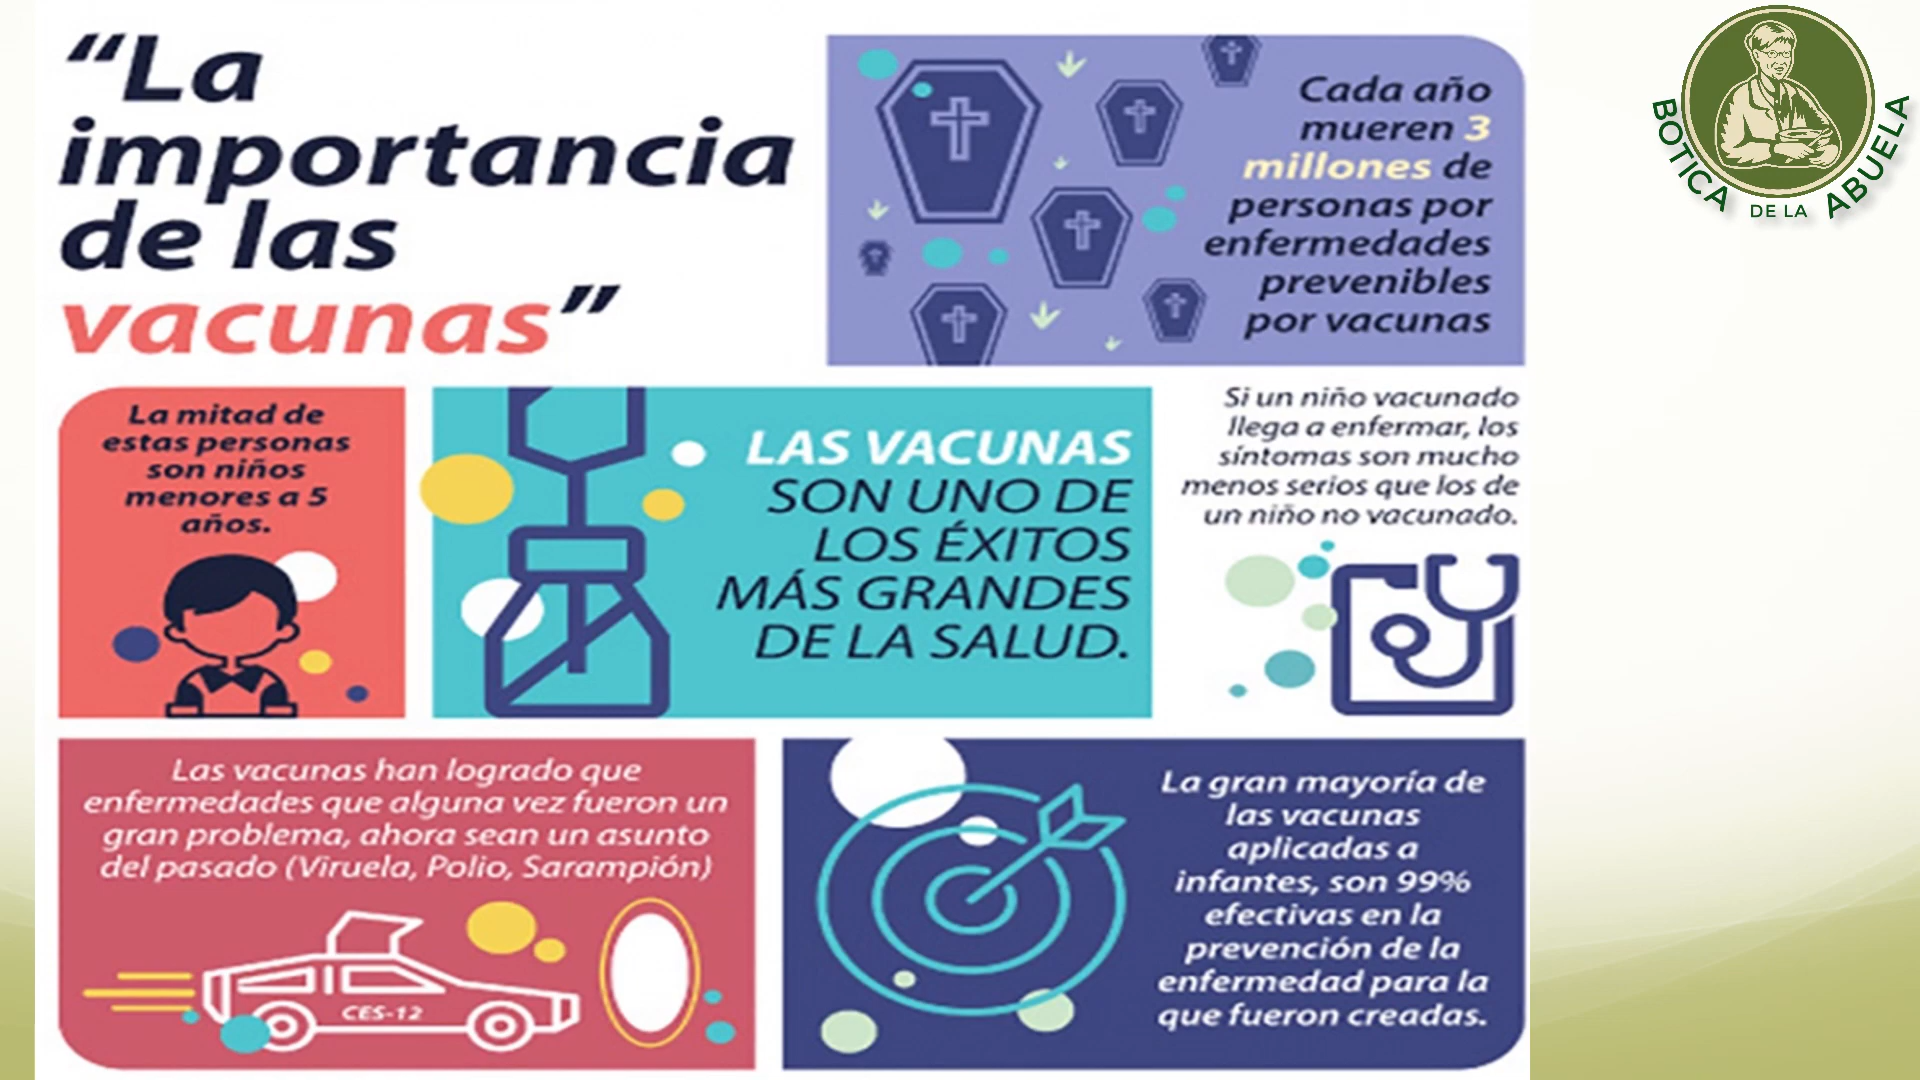 “La
importancia
de las
vacunas”
Cada año
mueren 3
millones de
personas por
enfermedades
prevenibles
por vacunas
La mitad de
estas personas
son niños
menores a 5
años.
LAS VACUNAS
SON UNO DE
LOS ÉXITOS
MÁS GRANDES
DE LA SALUD.
Si un niño vacunado
llega a enfermar, los
síntomas son mucho
menos serios que los de
un niño no vacunado.
Las vacunas han logrado que
enfermedades que alguna vez fueron un
gran problema, ahora sean un asunto
del pasado (Viruela, Polio, Sarampión)
CES-12
La gran mayoría de
las vacunas
aplicadas a
infantes, son 99%
efectivas en la
prevención de la
enfermedad para la
que fueron creadas.
BOTICA DE LA ABUELA